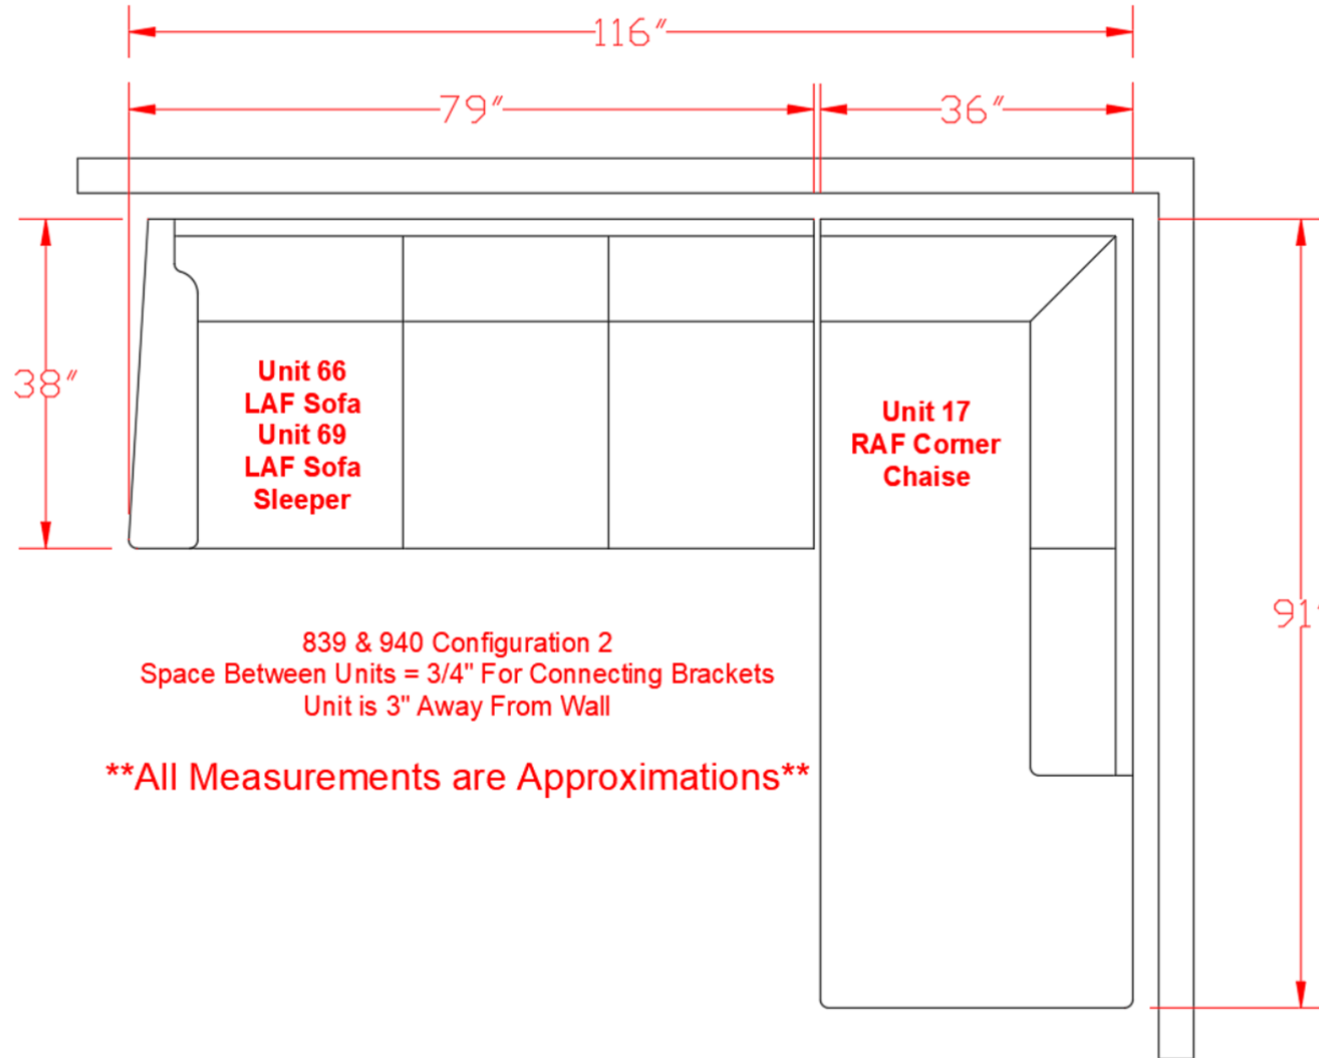 116"
79"
36"
38"
Unit 66
LAF Sofa
Unit 69
LAF Sofa
Sleeper
Unit 17
RAF Corner
Chaise
91"
839 & 940 Configuration 2
Space Between Units = 3/4" For Connecting Brackets
Unit is 3" Away From Wall
**All Measurements are Approximations**